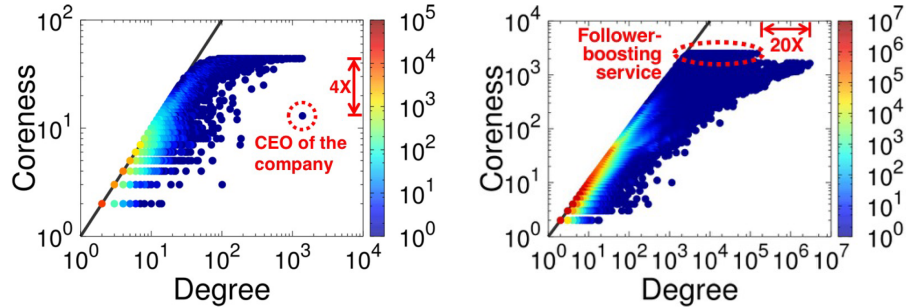 10^2
10^1
10^0
Coreness
10^0 10^1 10^2 10^3 10^4
Degree
4X
CEO of the
company
10^5
10^4
10^3
10^2
10^1
10^0
10^4
10^3
10^2
10^1
10^0
Coreness
Follower-
boosting
service
20X
10^0 10^1 10^2 10^3 10^4 10^5 10^6 10^7
Degree
10^7
10^6
10^5
10^4
10^3
10^2
10^1
10^0